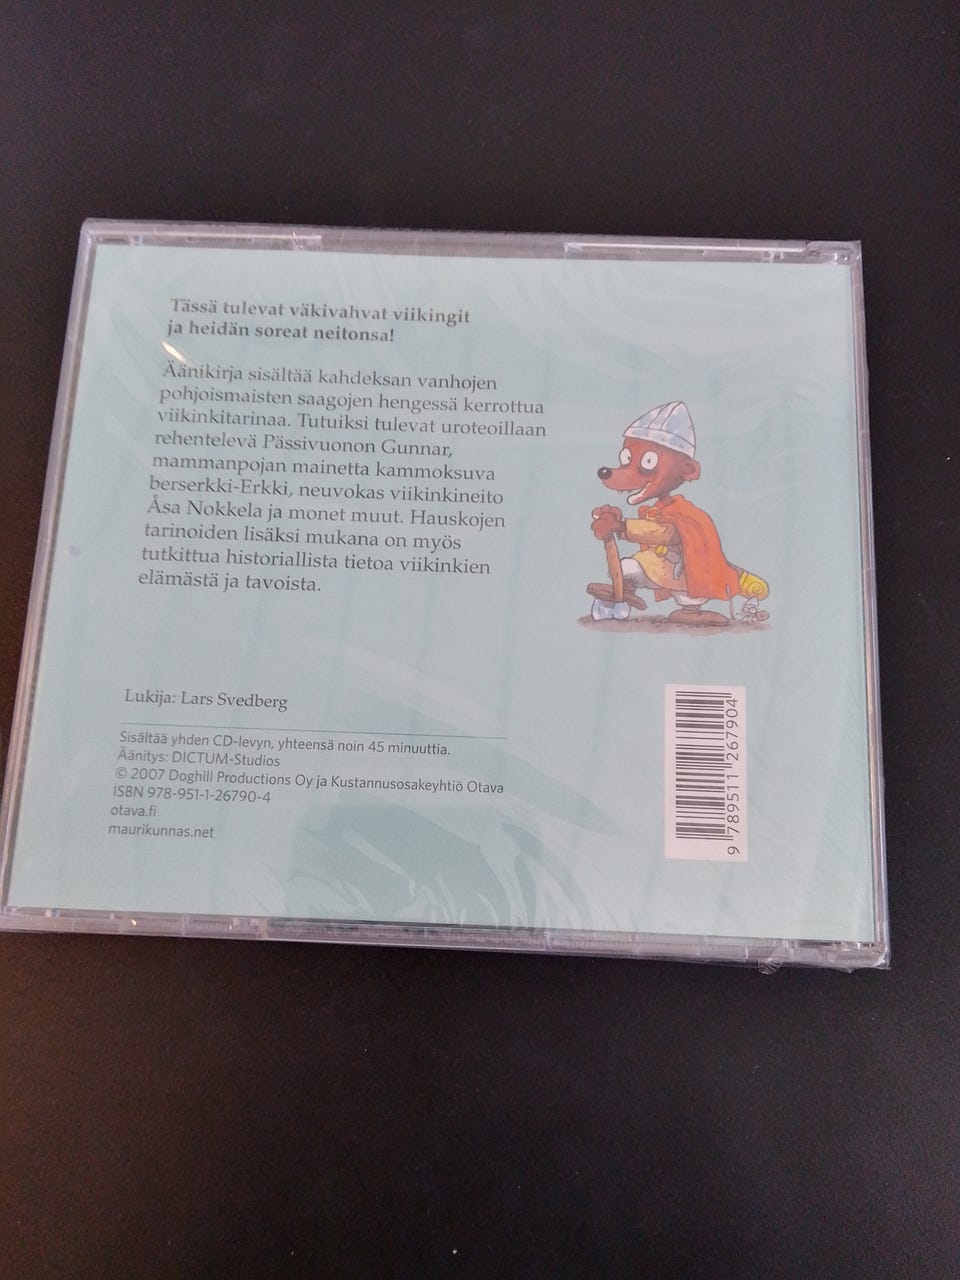 Tässä tulevat väkivahvat viikingit
ja heidän soreat neitonsa!
Äänikirja sisältää kahdeksan vanhojen
pohjoismaisten saagojen hengessä kerrottua
viikinkitarinaa. Tutuiksi tulevat uroteoillaan
rehentelevä Pässivuonon Gunnar,
mammanpojan mainetta kammoksuva
berserkki-Erkki, neuvokas viikinkineito
Åsa Nokkela ja monet muut. Hauskojen
tarinoiden lisäksi mukana on myös
tutkittua historiallista tietoa viikinkien
elämästä ja tavoista.
Lukija: Lars Svedberg
Sisältää yhden CD-levyn, yhteensä noin 45 minuuttia.
Äänitys: DICTUM-Studios
© 2007 Doghill Productions Oy ja Kustannusosakeyhtiö Otava
ISBN 978-951-1-26790-4
otava.fi
maurikunnas.net
9 789511 267904